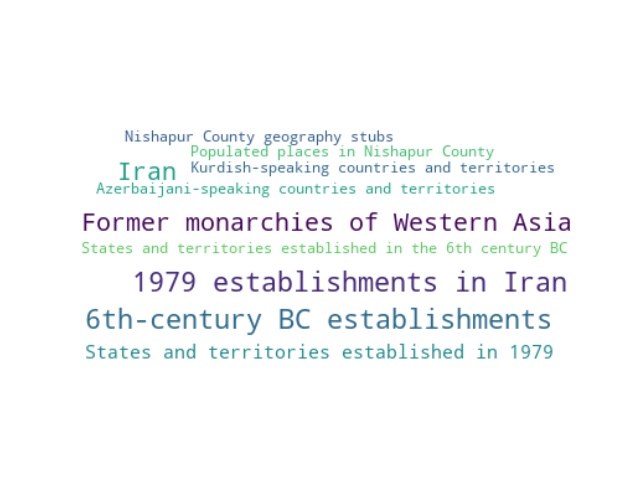 Nishapur County geography stubs
Populated places in Nishapur County
Iran
Kurdish-speaking countries and territories
Azerbaijani-speaking countries and territories
Former monarchies of Western Asia
States and territories established in the 6th century BC
1979 establishments in Iran
6th-century BC establishments
States and territories established in 1979